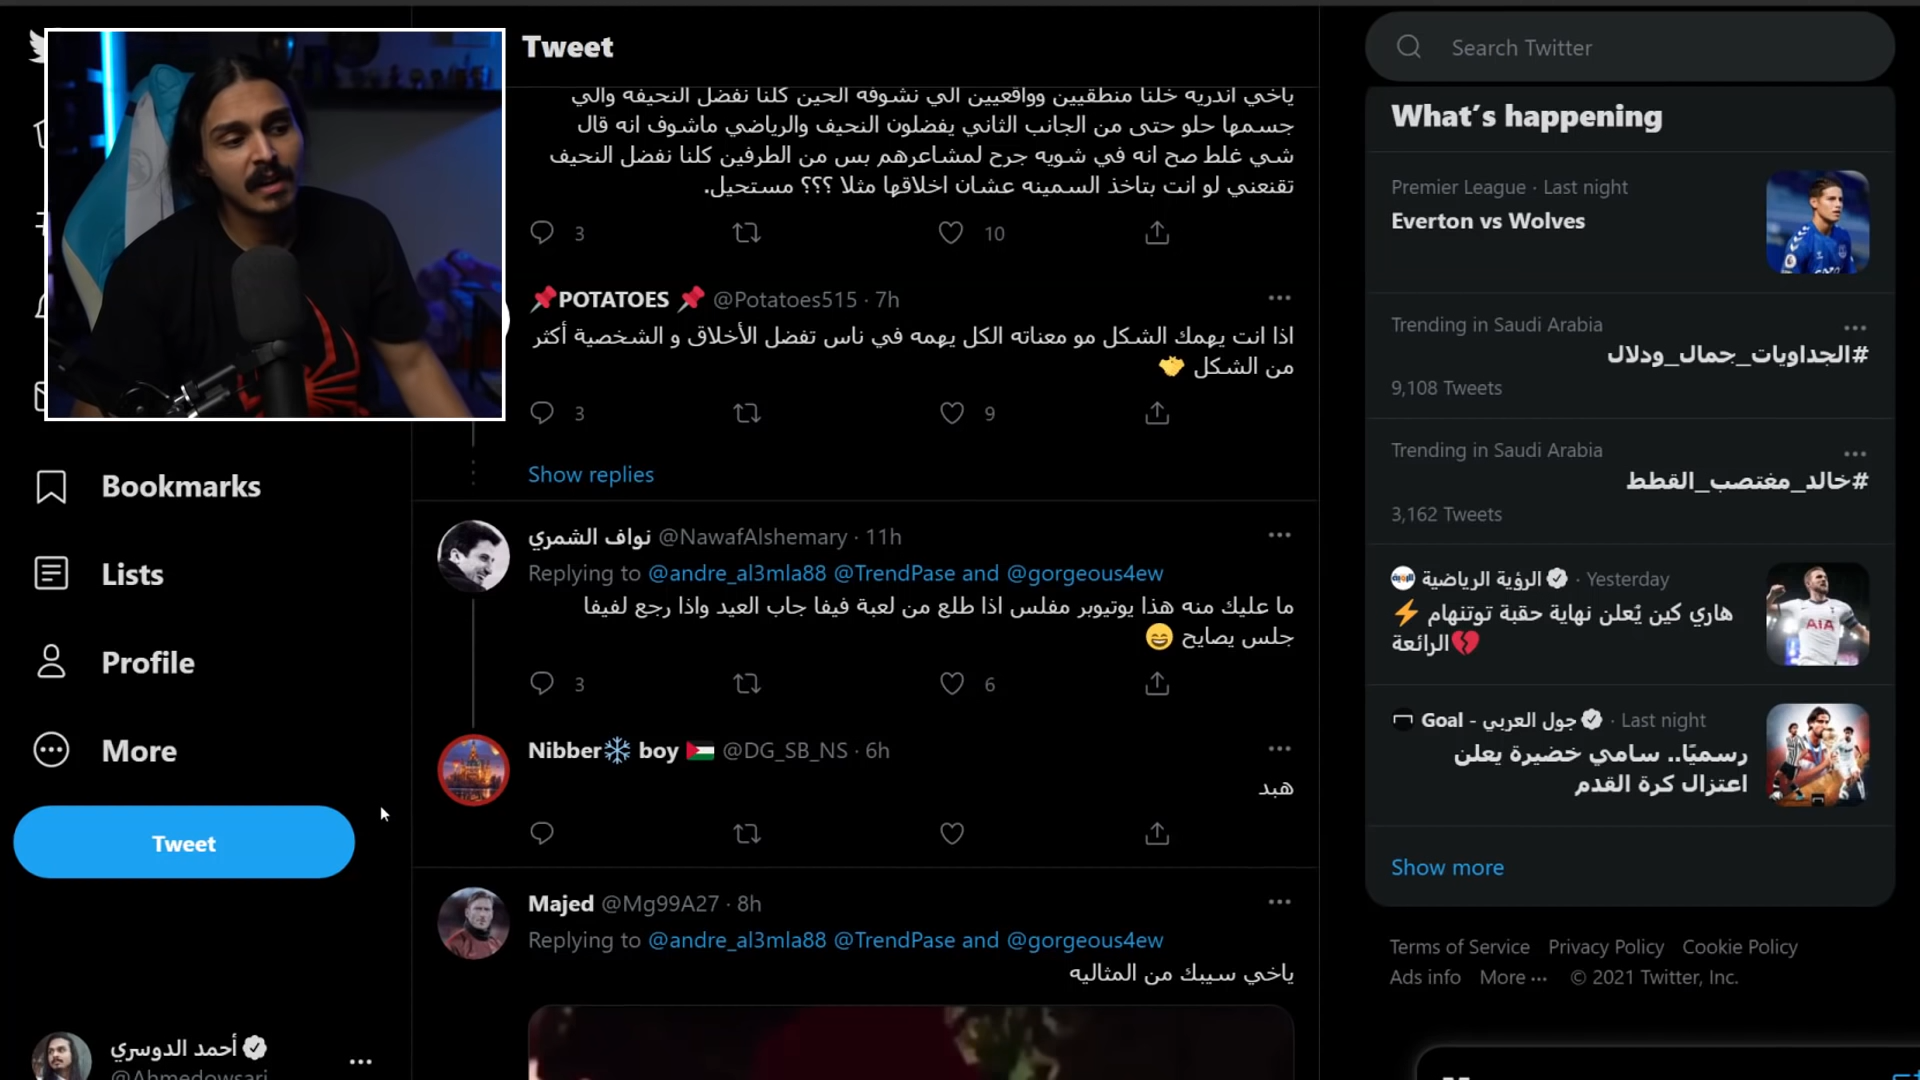 Tweet
ياخي اندريه خلنا منطقيين وواقعيين الي نشوفه الحين كلنا نفضل النحيفه والي
جسمها حلو حتى من الجانب الثاني يفضلون النحيف والرياضي ماشوف انه قال
شي غلط صح انه في شويه جرح لمشاعرهم بس من الطرفين كلنا نفضل النحيف
تقنعني لو انت بتاخذ السمينه عشان اخلاقها مثلا ؟؟؟ مستحيل.
3 10
📌POTATOES 📌 @Potatoes515 · 7h
اذا انت يهمك الشكل مو معناته الكل يهمه في ناس تفضل الأخلاق و الشخصية أكثر
من الشكل
3 9
Show replies
نواف الشمري @NawafAlshemary · 11h
Replying to @andre_al3mla88 @TrendPase and @gorgeous4ew
ما عليك منه هذا يوتيوبر مفلس اذا طلع من لعبة فيفا جاب العيد واذا رجع لفيفا
جلس يصايح 😄
3 6
Nibber❄️ boy 🇵🇸 @DG_SB_NS · 6h
هبد
Majed @Mg99A27 · 8h
Replying to @andre_al3mla88 @TrendPase and @gorgeous4ew
ياخي سيبك من المثاليه
Bookmarks
Lists
Profile
More
Tweet
أحمد الدوسري
@Ahmedowsari
Search Twitter
What's happening
Premier League · Last night
Everton vs Wolves
Trending in Saudi Arabia
#الجداويات_جمال_ودلال
9,108 Tweets
Trending in Saudi Arabia
#خالد_مغتصب_القطط
3,162 Tweets
الرؤية الرياضية · Yesterday
هاري كين يُعلن نهاية حقبة توتنهام ⚡
الرائعة💔
AIA
Goal - جول العربي · Last night
رسميًا.. سامي خضيرة يعلن
اعتزال كرة القدم
Show more
Terms of Service Privacy Policy Cookie Policy
Ads info More ··· © 2021 Twitter, Inc.